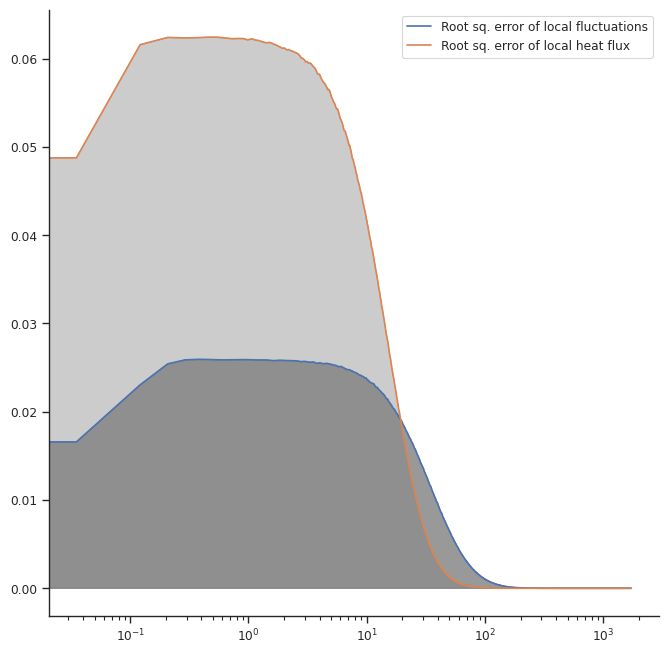 Root sq. error of local fluctuations
Root sq. error of local heat flux
0.06
0.05
0.04
0.03
0.02
0.01
0.00
10⁻¹ 10⁰ 10¹ 10² 10³